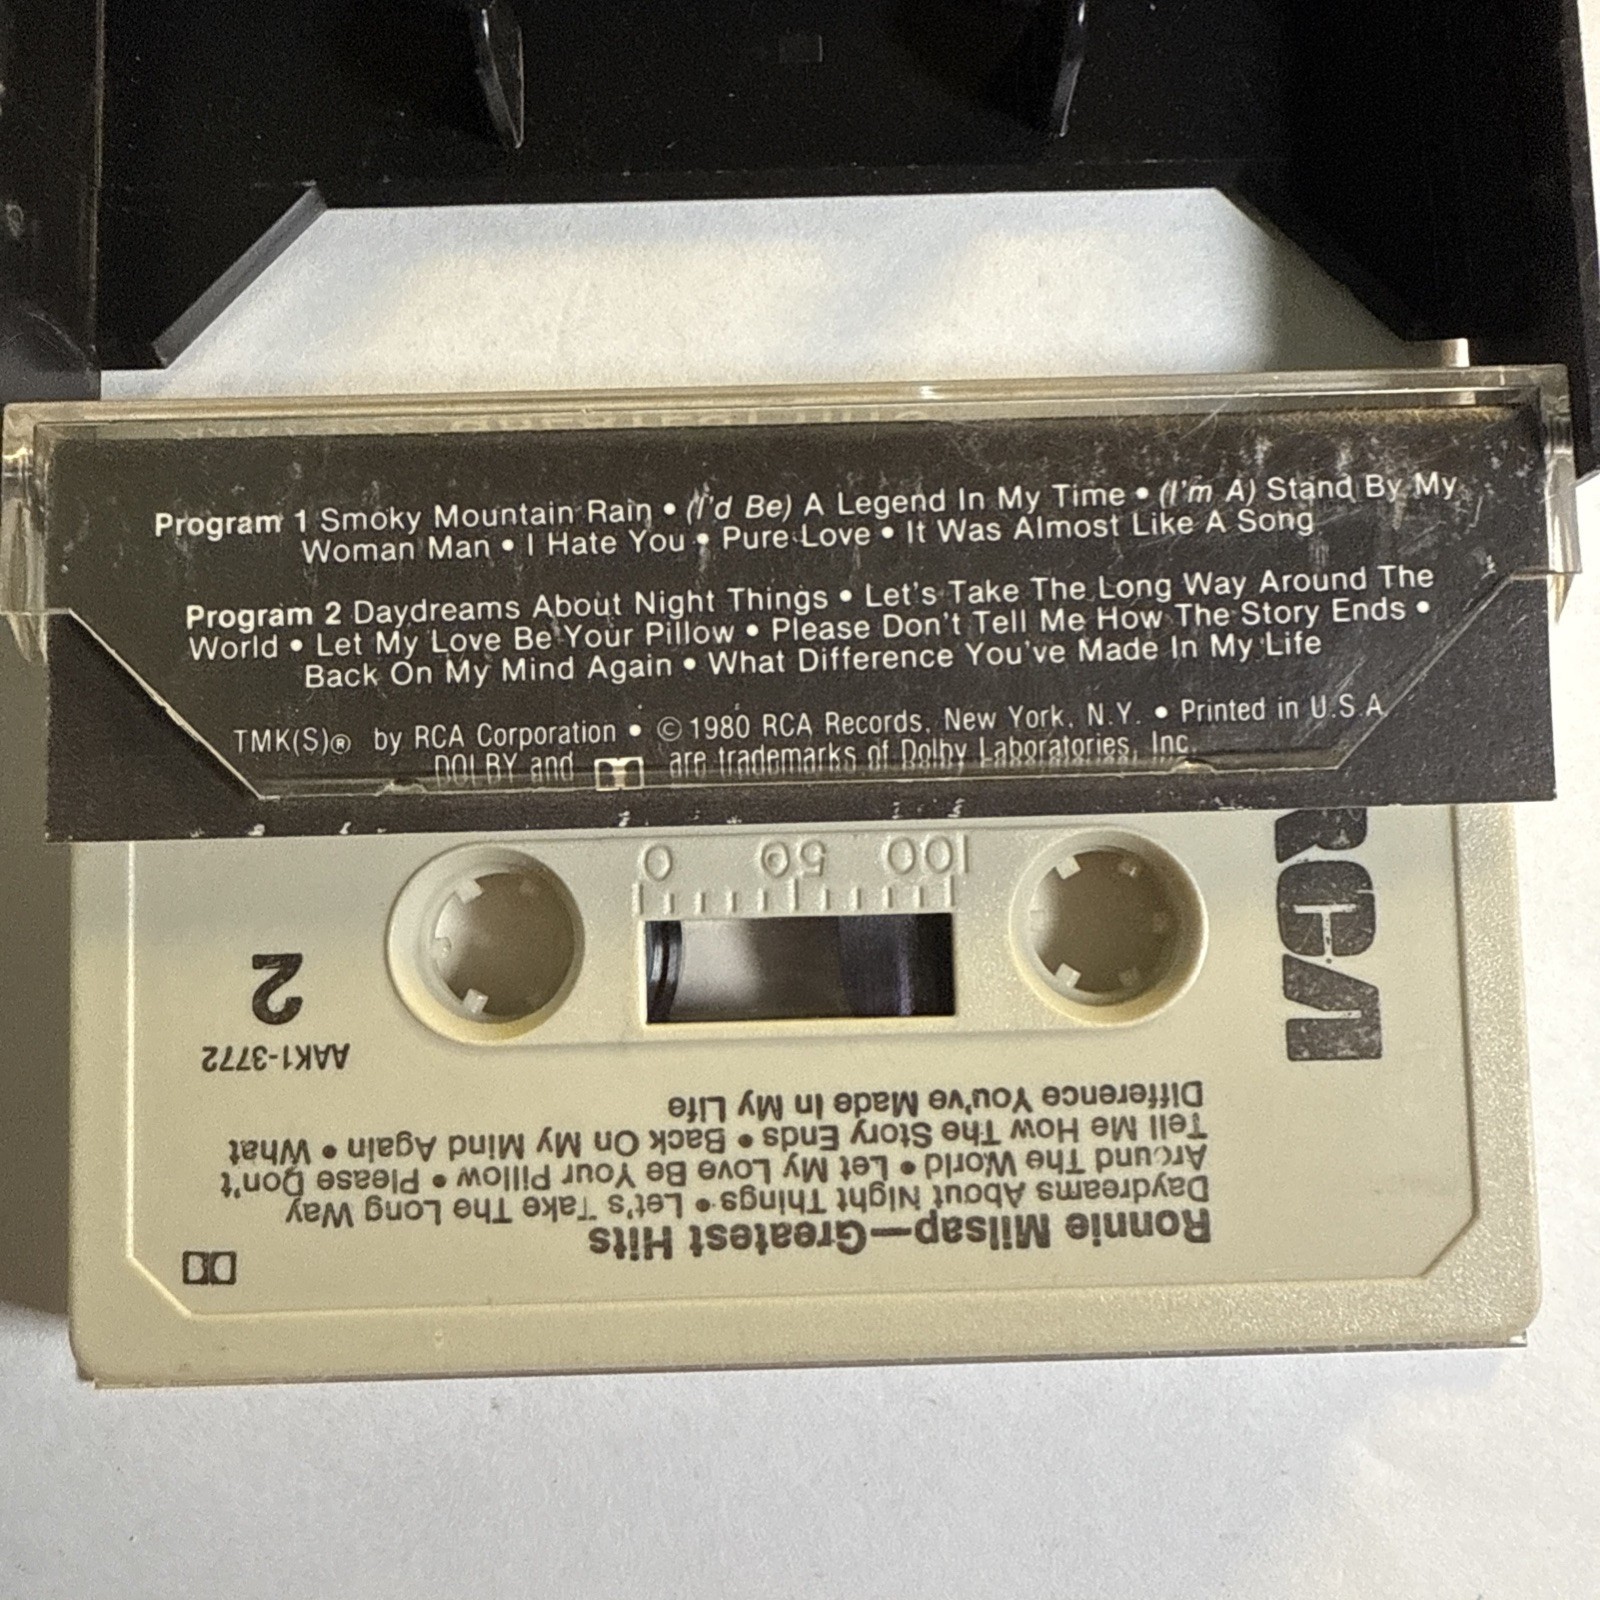 Program 1 Smoky Mountain Rain • (I'd Be) A Legend In My Time • (I'm A) Stand By My
Woman Man • I Hate You • Pure Love • It Was Almost Like A Song
Program 2 Daydreams About Night Things • Let's Take The Long Way Around The
World • Let My Love Be Your Pillow • Please Don't Tell Me How The Story Ends •
Back On My Mind Again • What Difference You've Made In My Life
TMK(S)® by RCA Corporation • © 1980 RCA Records, New York, N.Y. • Printed in U.S.A.
DOLBY and are trademarks of Dolby Laboratories, Inc.
Ronnie Milsap—Greatest Hits
Daydreams About Night Things • Let's Take The Long Way
Around The World • Let My Love Be Your Pillow • Please Don't
Tell Me How The Story Ends • Back On My Mind Again • What
Difference You've Made In My Life
AAK1-3772
2
RCA
100 50 0